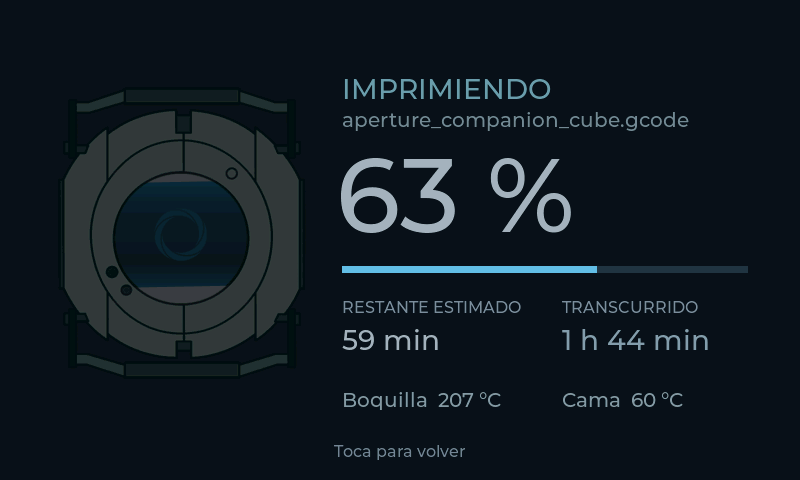 IMPRIMIENDO
aperture_companion_cube.gcode
63 %
RESTANTE ESTIMADO
59 min
TRANSCURRIDO
1 h 44 min
Boquilla 207 °C
Cama 60 °C
Toca para volver